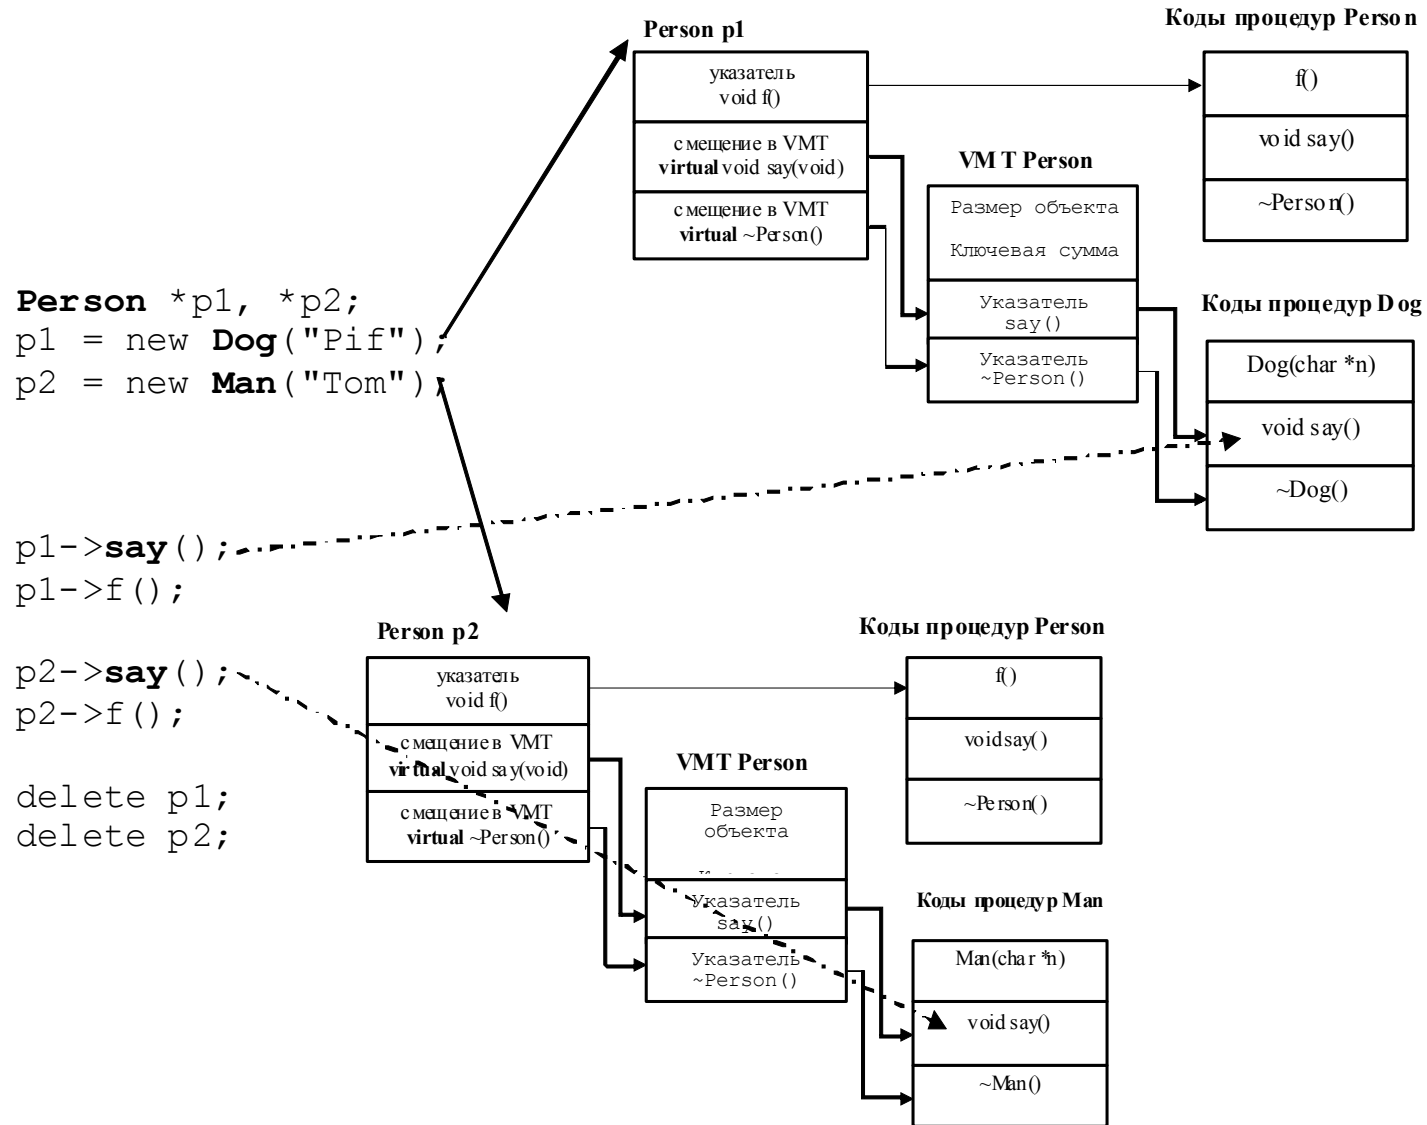 Person *p1, *p2;
p1 = new Dog("Pif");
p2 = new Man("Tom");
p1->say();
p1->f();
p2->say();
p2->f();
delete p1;
delete p2;
Person p1
указатель
void f()
смещение в VMT
virtual void say(void)
смещение в VMT
virtual ~Person()
VMT Person
Размер объекта
Ключевая сумма
Указатель
say()
Указатель
~Person()
Коды процедур Person
f()
void say()
~Person()
Коды процедур Dog
Dog(char *n)
void say()
~Dog()
Person p2
указатель
void f()
смещение в VMT
virtual void say(void)
смещение в VMT
virtual ~Person()
VMT Person
Размер
объекта
Указатель
say()
Указатель
~Person()
Коды процедур Person
f()
void say()
~Person()
Коды процедур Man
Man(char *n)
void say()
~Man()